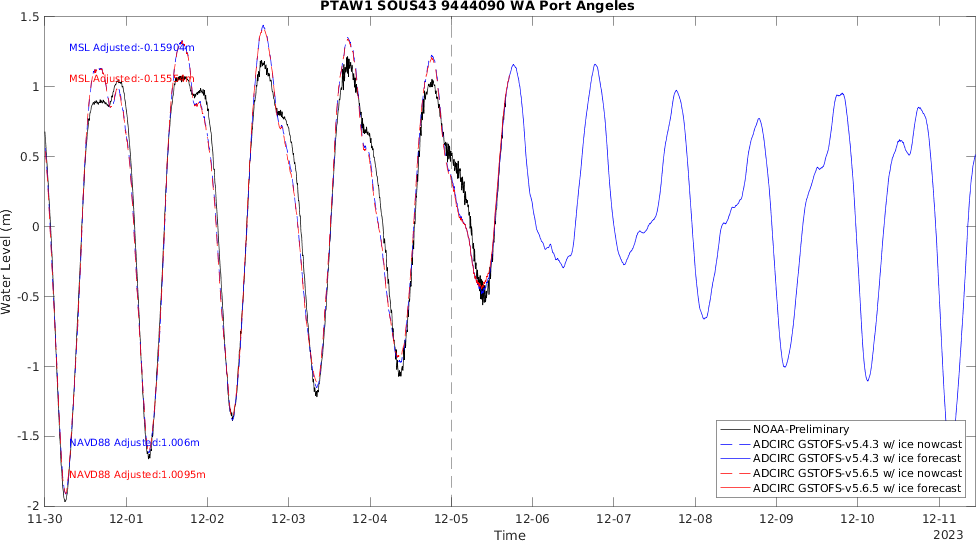 PTAW1 SOUS43 9444090 WA Port Angeles
1.5
1
0.5
0
-0.5
-1
-1.5
-2
Water Level (m)
MSL Adjusted:-0.15904m
MSL Adjusted:
NAVD88 Adjusted:1.006m
NAVD88 Adjusted:1.0095m
NOAA-Preliminary
ADCIRC GSTOFS-v5.4.3 w/ ice nowcast
ADCIRC GSTOFS-v5.4.3 w/ ice forecast
ADCIRC GSTOFS-v5.6.5 w/ ice nowcast
ADCIRC GSTOFS-v5.6.5 w/ ice forecast
11-30 12-01 12-02 12-03 12-04 12-05 12-06 12-07 12-08 12-09 12-10 12-11
Time
2023